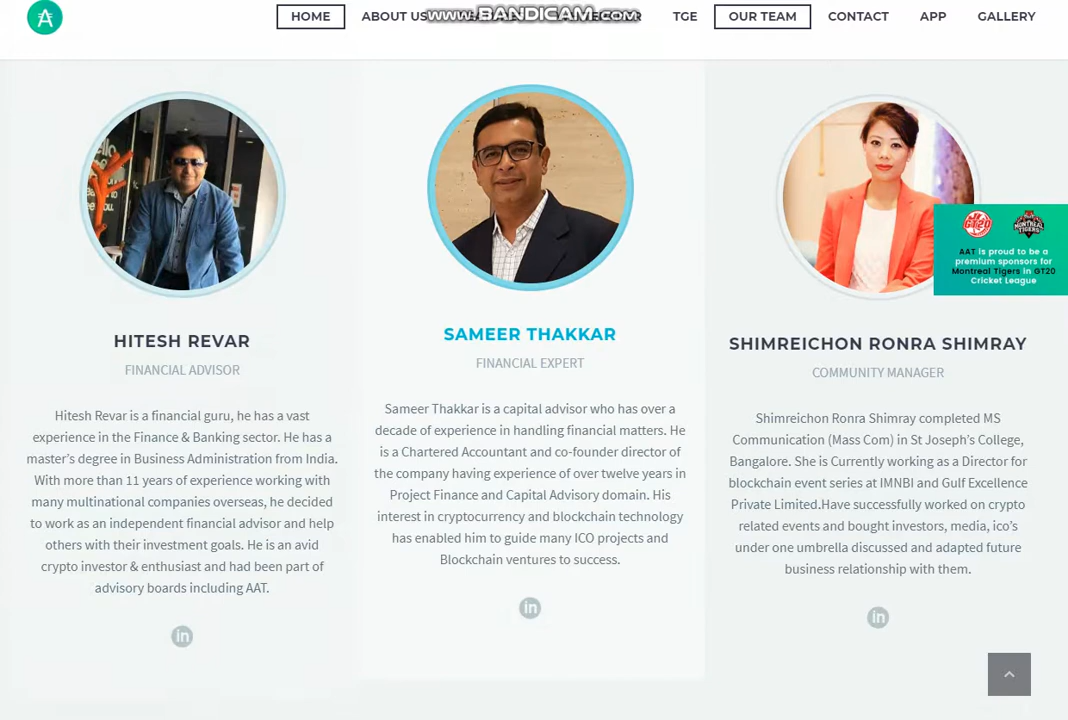 HOME
ABOUT US
www.BANDICAM.com
TGE
OUR TEAM
CONTACT
APP
GALLERY
HITESH REVAR
FINANCIAL ADVISOR
Hitesh Revar is a financial guru, he has a vast
experience in the Finance & Banking sector. He has a
master's degree in Business Administration from India.
With more than 11 years of experience working with
many multinational companies overseas, he decided
to work as an independent financial advisor and help
others with their investment goals. He is an avid
crypto investor & enthusiast and had been part of
advisory boards including AAT.
in
SAMEER THAKKAR
FINANCIAL EXPERT
Sameer Thakkar is a capital advisor who has over a
decade of experience in handling financial matters. He
is a Chartered Accountant and co-founder director of
the company having experience of over twelve years in
Project Finance and Capital Advisory domain. His
interest in cryptocurrency and blockchain technology
has enabled him to guide many ICO projects and
Blockchain ventures to success.
in
SHIMREICHON RONRA SHIMRAY
COMMUNITY MANAGER
Shimreichon Ronra Shimray completed MS
Communication (Mass Com) in St Joseph's College,
Bangalore. She is Currently working as a Director for
blockchain event series at IMNBI and Gulf Excellence
Private Limited.Have successfully worked on crypto
related events and bought investors, media, ico's
under one umbrella discussed and adapted future
business relationship with them.
in
GT20
MONTREAL
TIGERS
AAT is proud to be a
premium sponsors for
Montreal Tigers in GT20
Cricket League